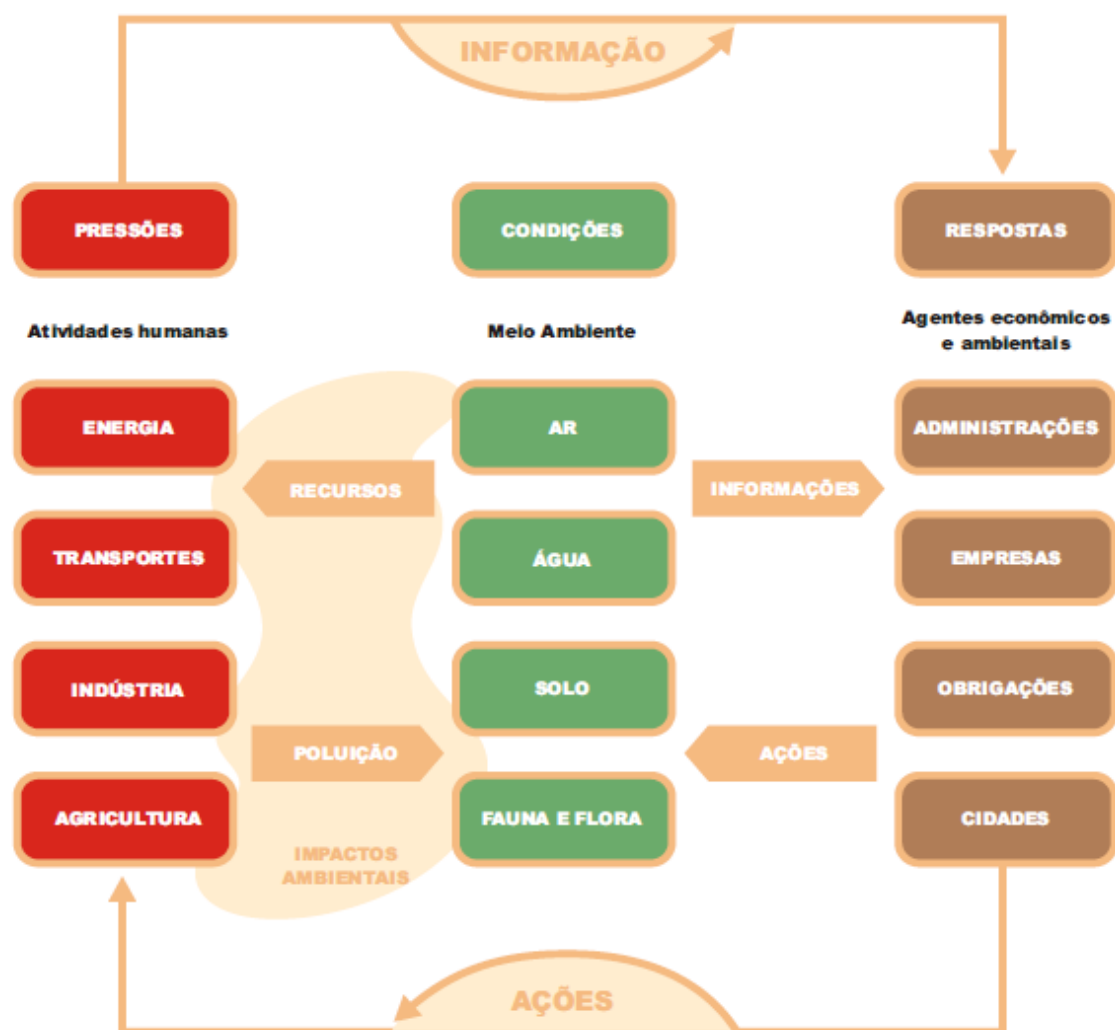 INFORMAÇÃO
PRESSÕES
CONDIÇÕES
RESPOSTAS
Atividades humanas
Meio Ambiente
Agentes econômicos
e ambientais
ENERGIA
AR
ADMINISTRAÇÕES
RECURSOS
INFORMAÇÕES
TRANSPORTES
ÁGUA
EMPRESAS
INDÚSTRIA
SOLO
OBRIGAÇÕES
POLUIÇÃO
AÇÕES
AGRICULTURA
FAUNA E FLORA
CIDADES
IMPACTOS
AMBIENTAIS
AÇÕES